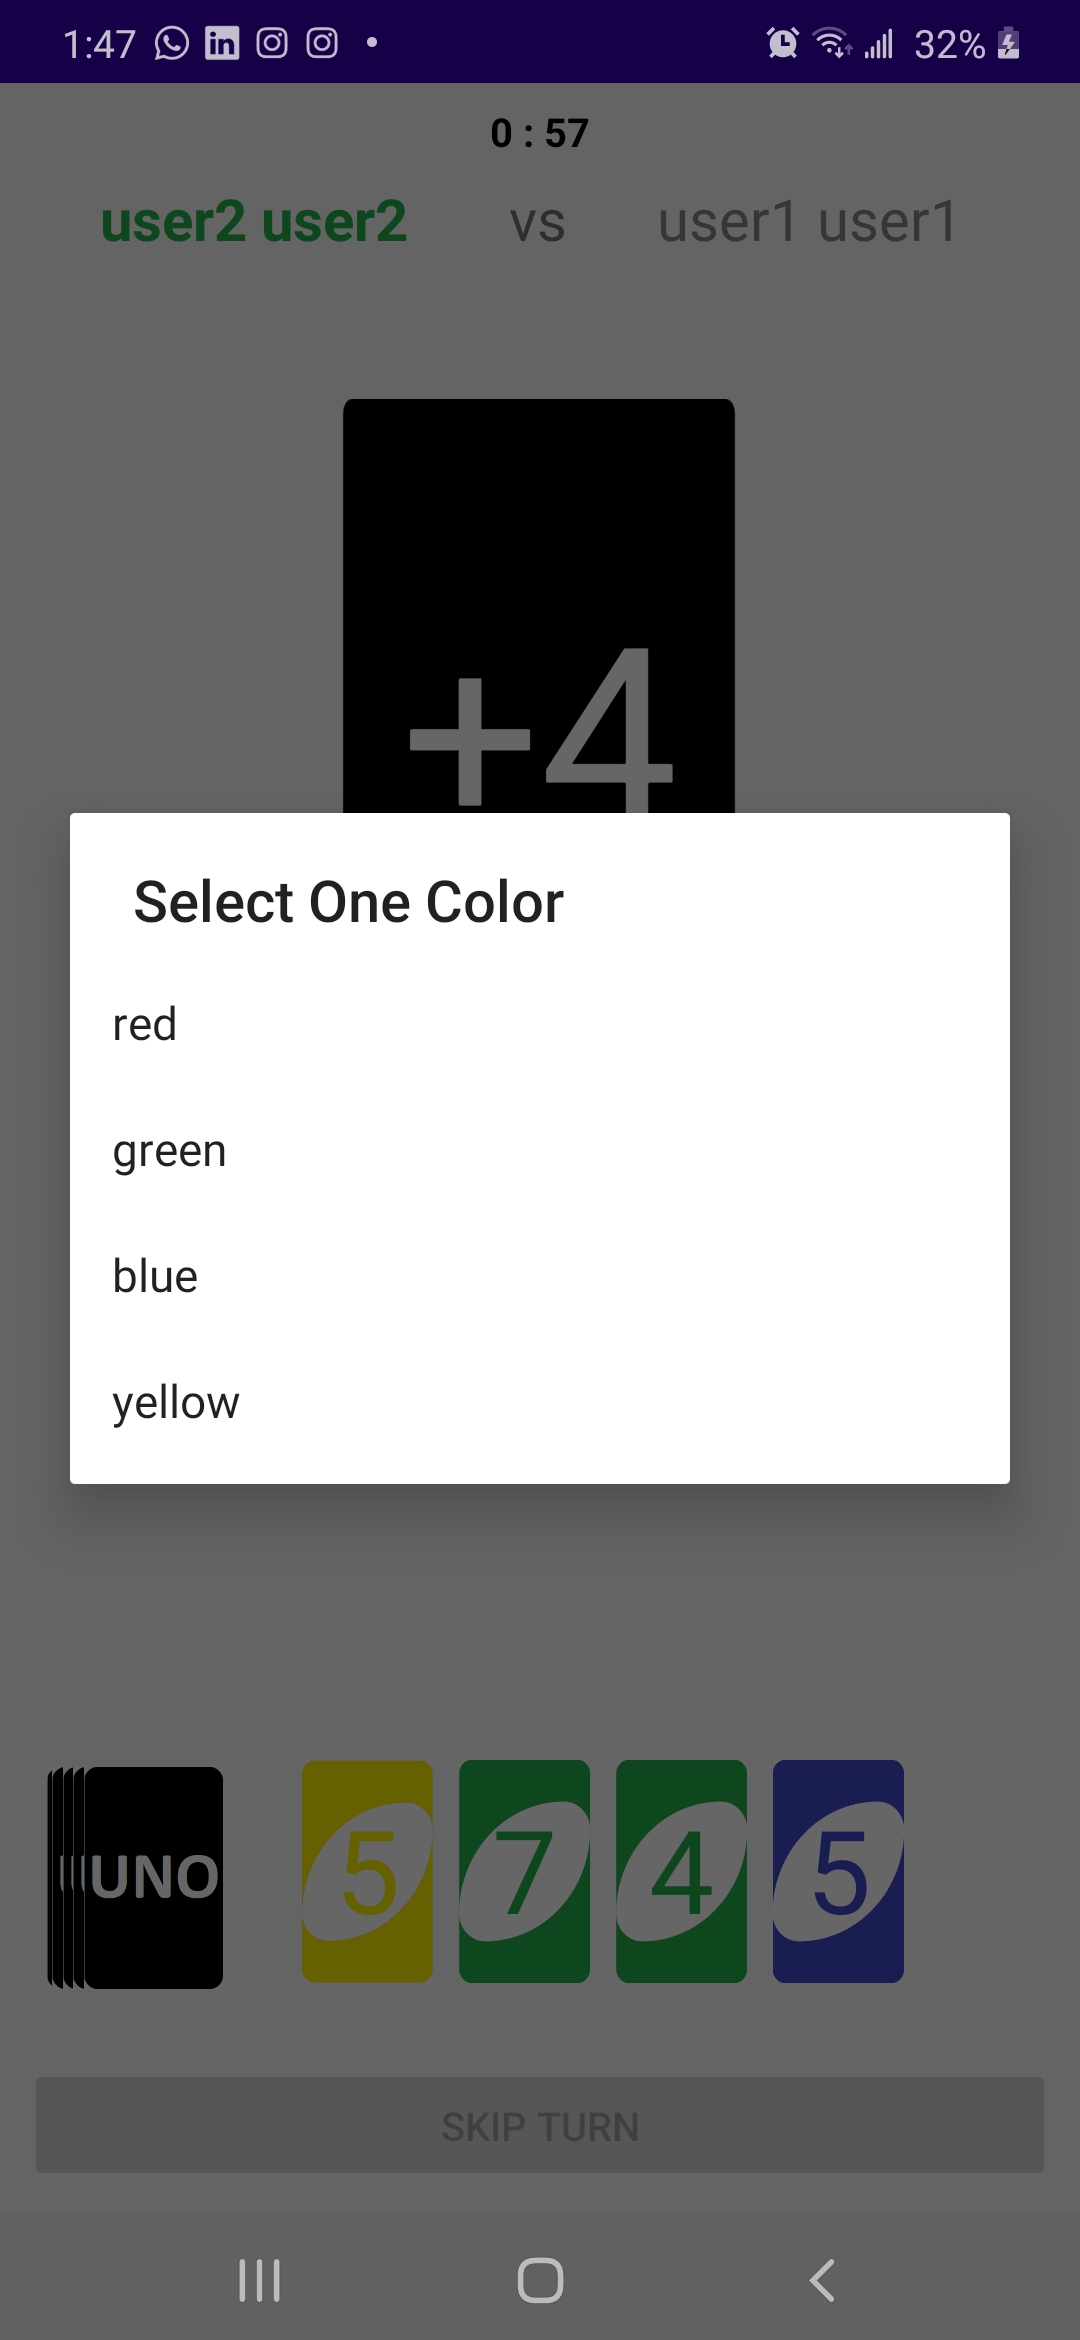 1:47 32%
0 : 57
user2 user2 vs user1 user1
+4
Select One Color
red
green
blue
yellow
UNO 5 7 4 5
SKIP TURN